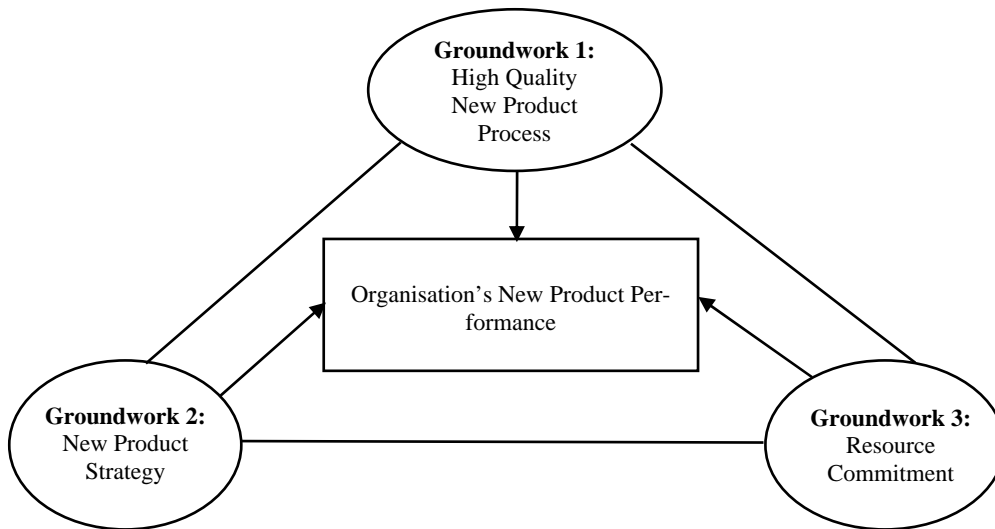 Groundwork 1:
High Quality
New Product
Process
Organisation’s New Product Per-
formance
Groundwork 2:
New Product
Strategy
Groundwork 3:
Resource
Commitment